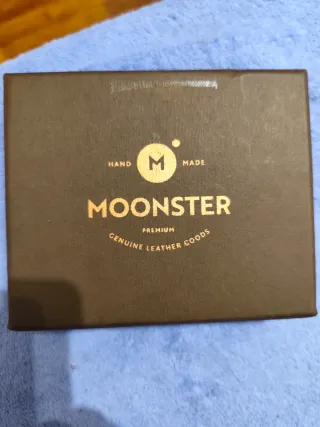 HAND M MADE
MOONSTER
PREMIUM
GENUINE LEATHER GOODS